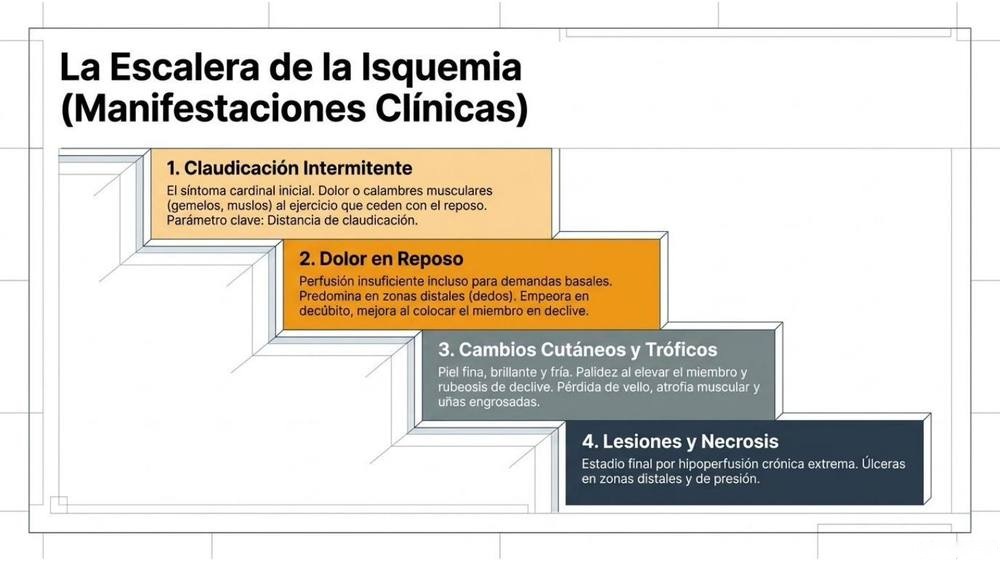 La Escalera de la Isquemia
(Manifestaciones Clínicas)
1. Claudicación Intermitente
El síntoma cardinal inicial. Dolor o calambres musculares
(gemelos, muslos) al ejercicio que ceden con el reposo.
Parámetro clave: Distancia de claudicación.
2. Dolor en Reposo
Perfusión insuficiente incluso para demandas basales.
Predomina en zonas distales (dedos). Empeora en
decúbito, mejora al colocar el miembro en declive.
3. Cambios Cutáneos y Tróficos
Piel fina, brillante y fría. Palidez al elevar el miembro y
rubeosis de declive. Pérdida de vello, atrofia muscular y
uñas engrosadas.
4. Lesiones y Necrosis
Estadio final por hipoperfusión crónica extrema. Úlceras
en zonas distales y de presión.